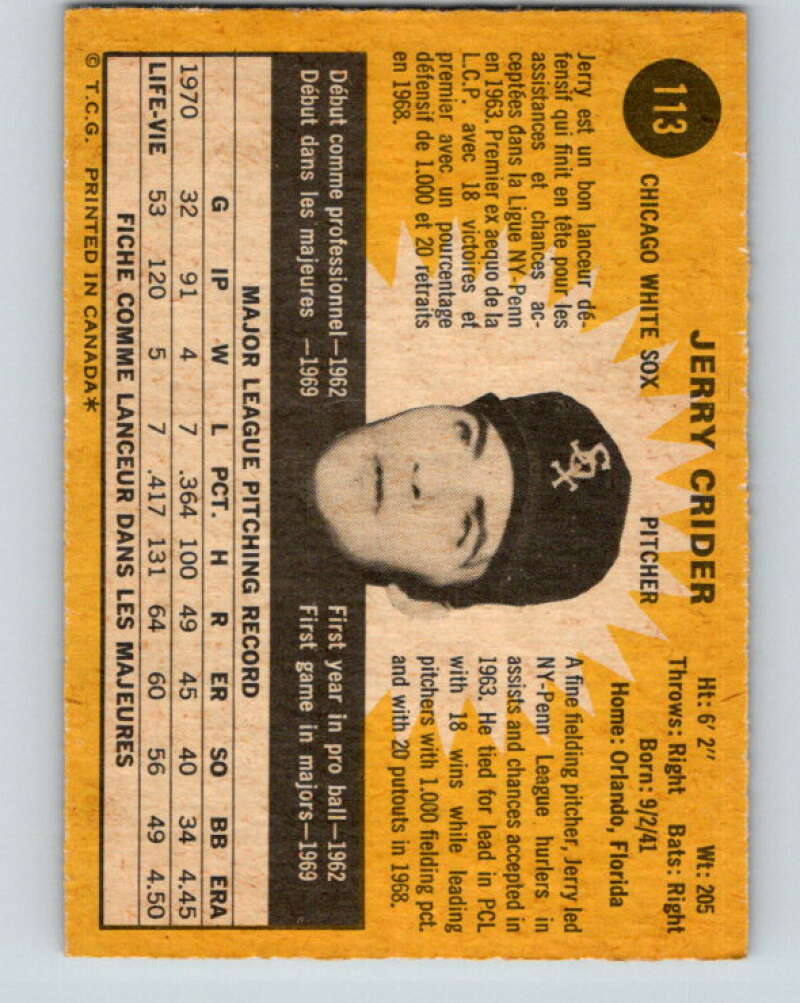 113
JERRY CRIDER
CHICAGO WHITE SOX PITCHER
Ht: 6'2" Wt: 205
Throws: Right Bats: Right
Born: 9/2/41
Home: Orlando, Florida
Jerry est un bon lanceur dé-
fensif qui finit en tête pour les
assistances et chances ac-
ceptées dans la Ligue NY-Penn
en 1963. Premier ex aequo de la
L.C.P. avec 18 victoires et
premier avec un pourcentage
défensif de 1.000 et 20 retraits
en 1968.
A fine fielding pitcher, Jerry led
NY-Penn League hurlers in
assists and chances accepted in
1963. He tied for lead in PCL
with 18 wins while leading
pitchers with 1.000 fielding pct.
and with 20 putouts in 1968.
Début comme professionnel—1962
Début dans les majeures —1969
First year in pro ball—1962
First game in majors—1969
MAJOR LEAGUE PITCHING RECORD
G IP W L PCT. H R ER SO BB ERA
1970 32 91 4 7 .364 100 49 45 40 34 4.45
LIFE-VIE 53 120 5 7 .417 131 64 60 56 49 4.50
FICHE COMME LANCEUR DANS LES MAJEURES
© T.C.G. PRINTED IN CANADA*